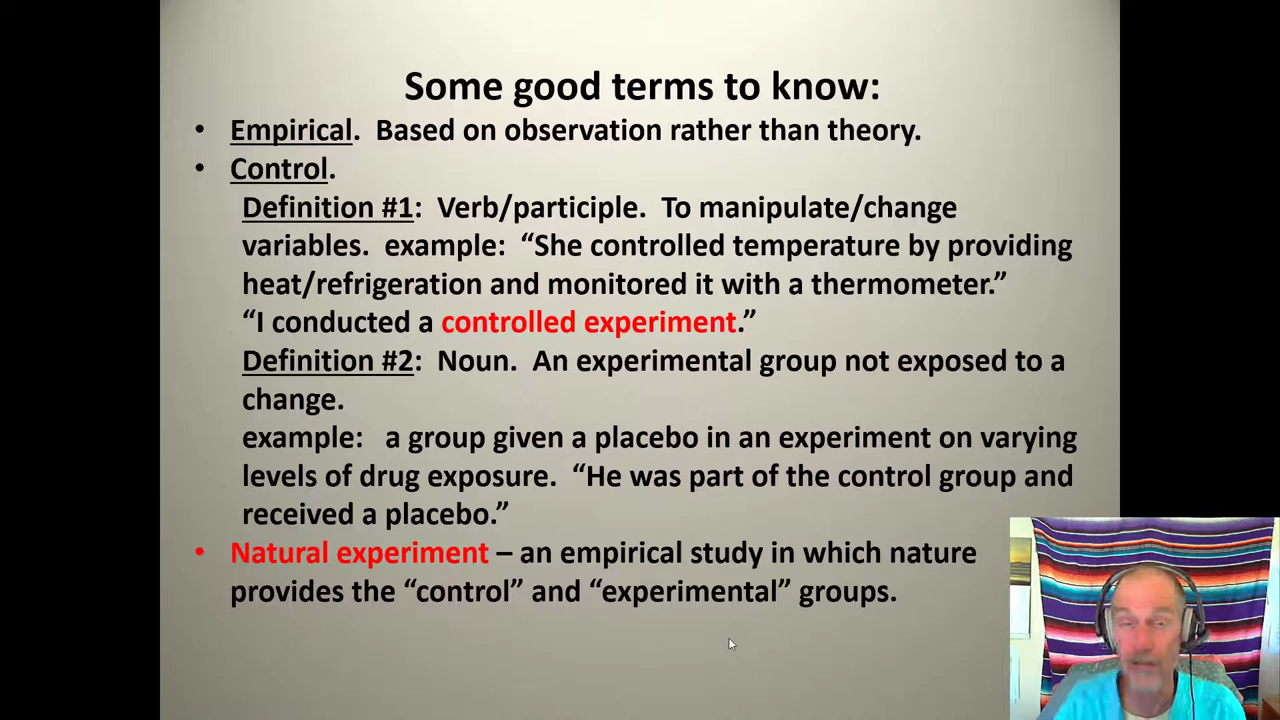 Some good terms to know:
• Empirical.  Based on observation rather than theory.
• Control.
Definition #1:  Verb/participle.  To manipulate/change
variables.  example:  “She controlled temperature by providing
heat/refrigeration and monitored it with a thermometer.”
“I conducted a controlled experiment.”
Definition #2:  Noun.  An experimental group not exposed to a
change.
example:   a group given a placebo in an experiment on varying
levels of drug exposure.  “He was part of the control group and
received a placebo.”
• Natural experiment – an empirical study in which nature
provides the “control” and “experimental” groups.